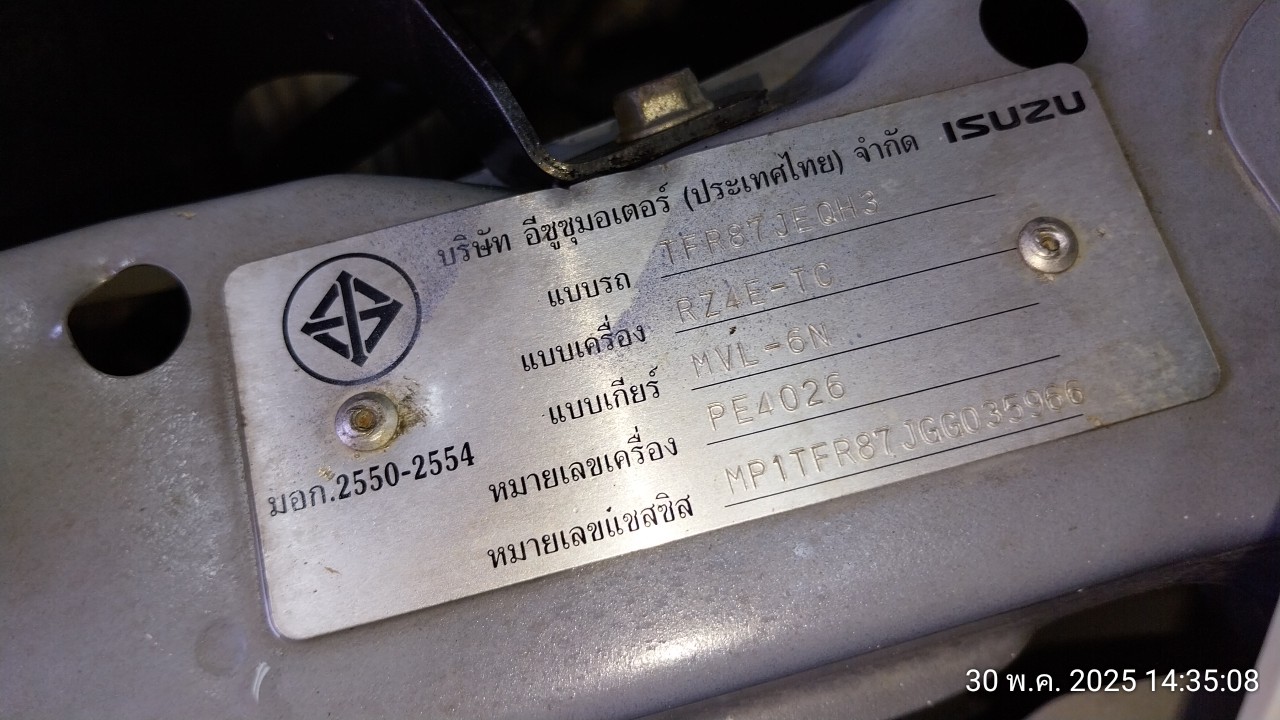 บริษัท อีซูซุมอเตอร์ (ประเทศไทย) จำกัด ISUZU
แบบรถ TFR87JEQH3
แบบเครื่อง RZ4E-TC
แบบเกียร์ MVL-6N
หมายเลขเครื่อง PE4026
มอก.2550-2554
หมายเลขแชสซิส MP1TFR87JGG035966
30 พ.ค. 2025 14:35:08